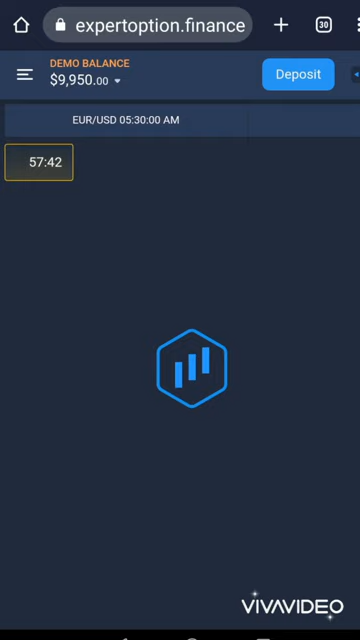 expertoption.finance
30
DEMO BALANCE
$9,950.00
Deposit
EUR/USD 05:30:00 AM
57:42
VIVAVIDEO